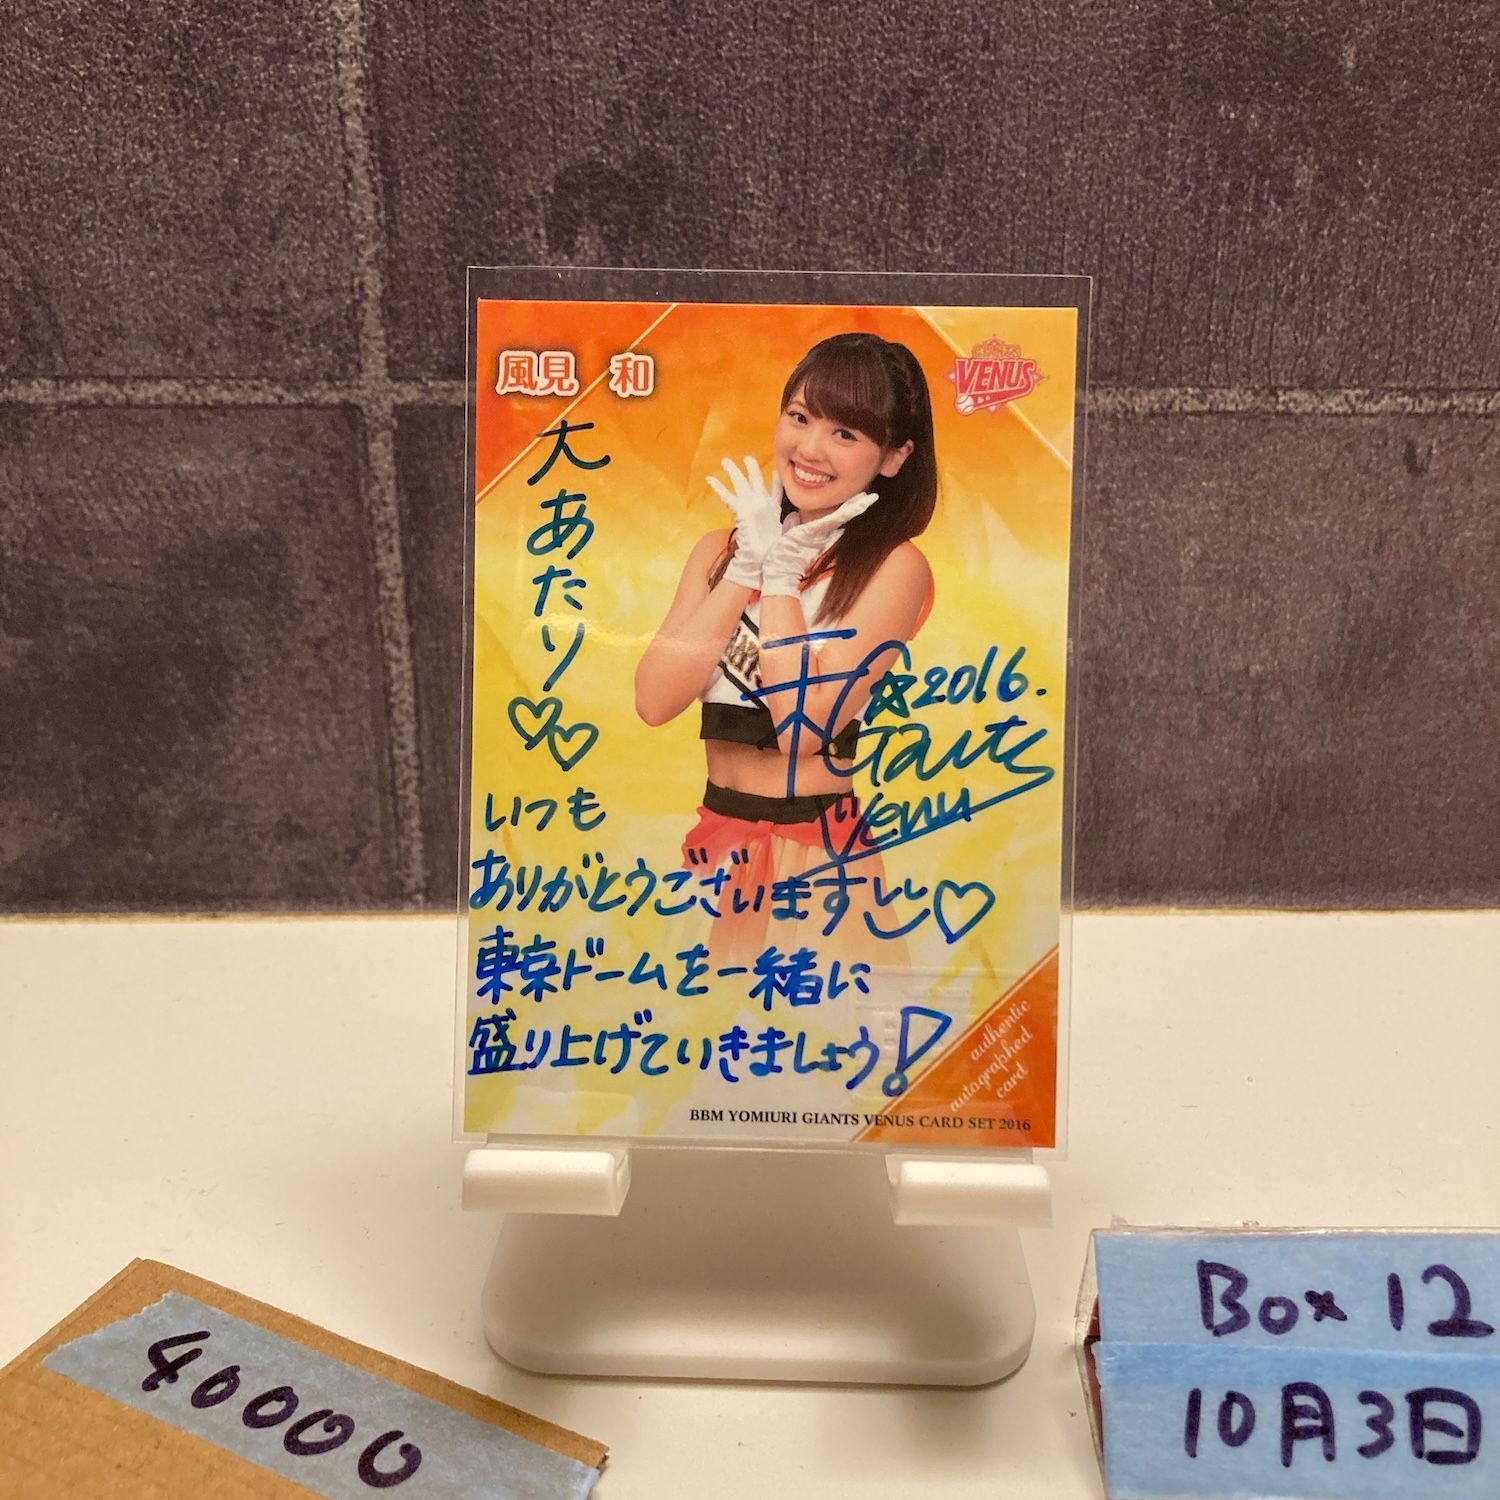 風見 和
VENUS
大あたり
和☆2016.
Giants
Venus
いつも
ありがとうございます
東京ドームを一緒に
盛り上げていきましょう!
authentic
autographed
card
BBM YOMIURI GIANTS VENUS CARD SET 2016
40000
Box 12
10月3日